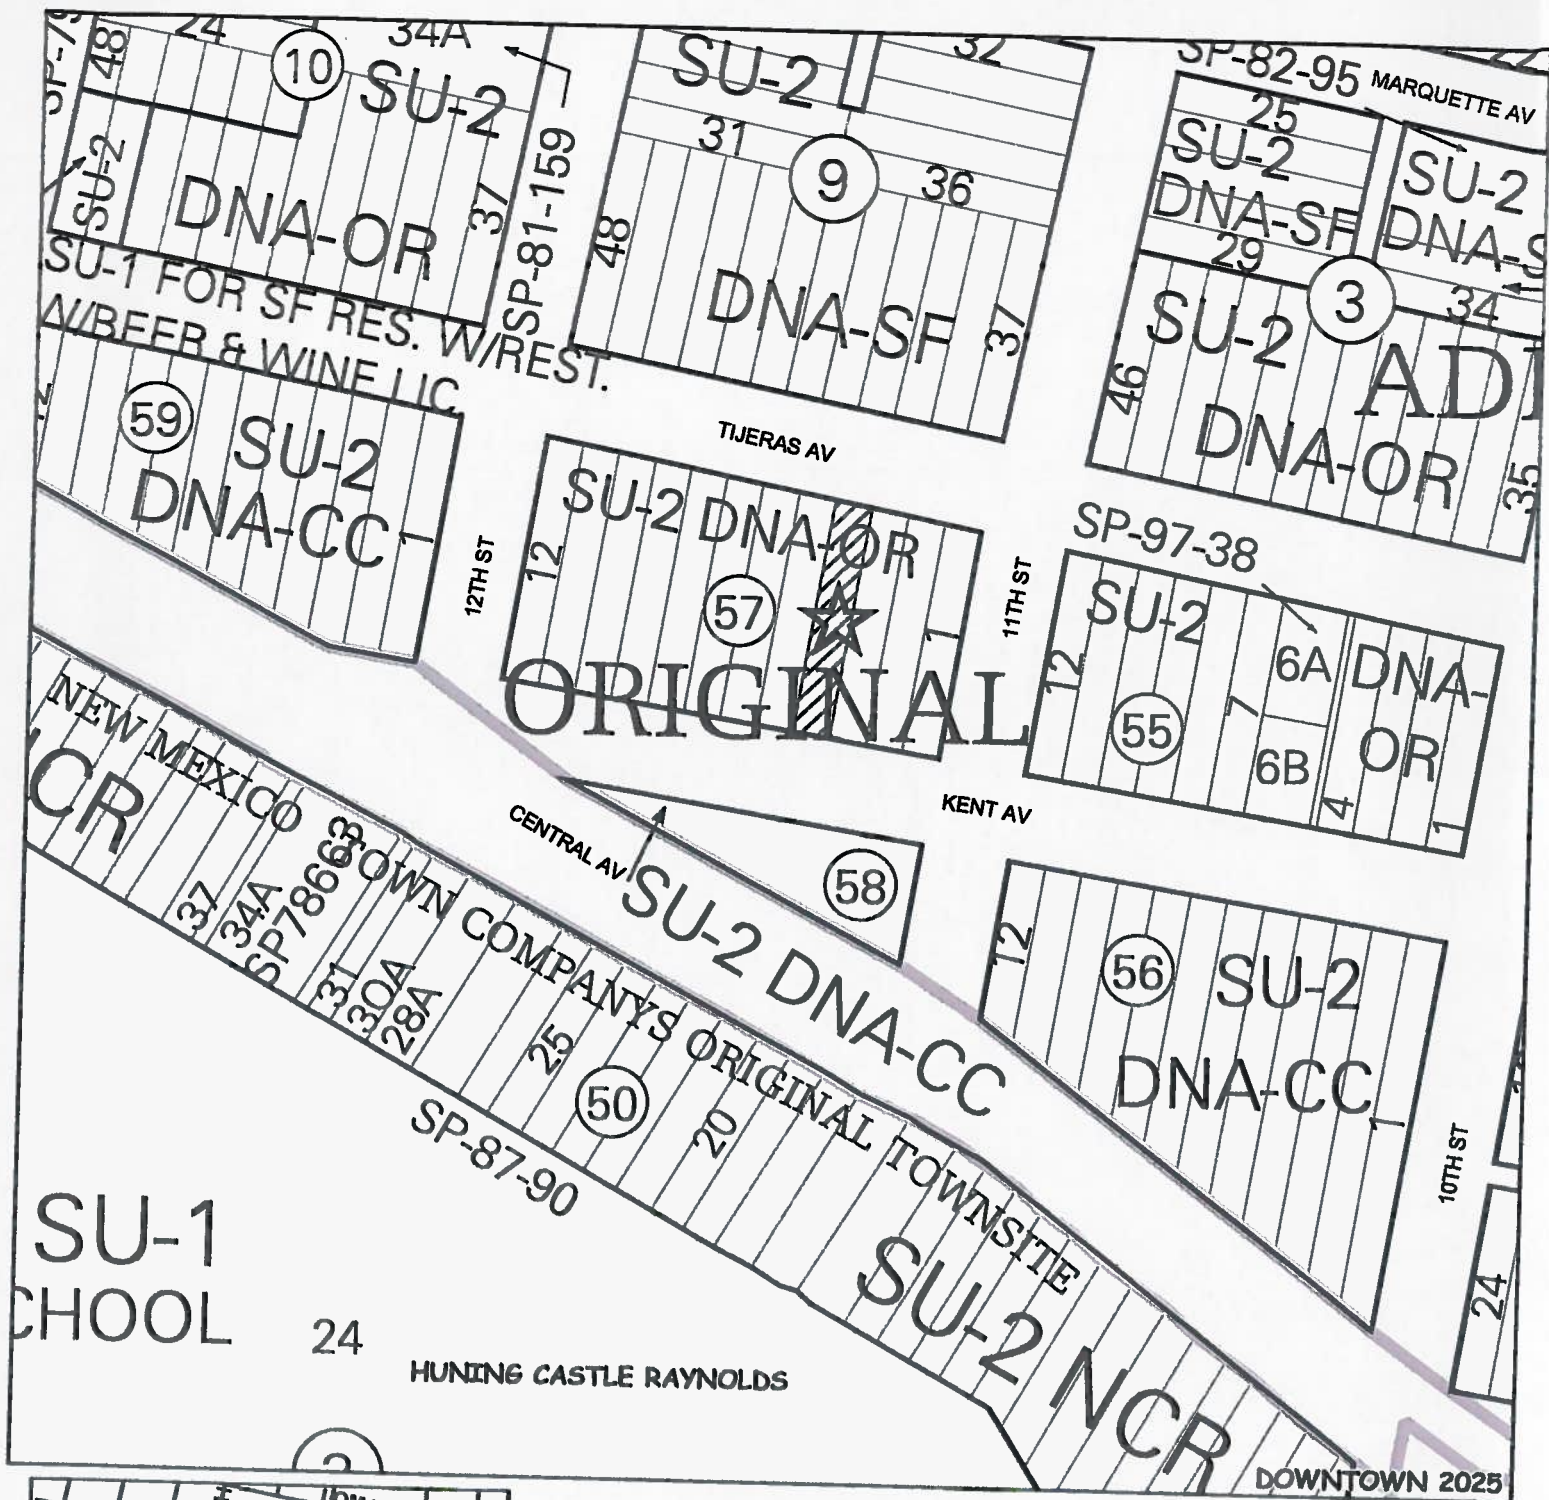 48
24
10
34A
SU-2
SU-2
DNA-OR
37
SP-81-159
SU-2
32
31
9
36
48
DNA-SF
37
SP-82-95
MARQUETTE AV
25
SU-2
DNA-SF
SU-2
29
3
34
SU-2
46
DNA-OR
35
SU-1 FOR SF RES. W/REST.
W/BEER & WINE LIC.
59
SU-2
DNA-CC
1
TIJERAS AV
12TH ST
SU-2 DNA-OR
12
57
1
ORIGINAL
11TH ST
SP-97-38
SU-2
12
55
7
6A
6B
DNA-
OR
4
1
KENT AV
CENTRAL AV
58
SU-2 DNA-CC
12
56
SU-2
DNA-CC
1
10TH ST
24
NEW MEXICO TOWN COMPANYS ORIGINAL TOWNSITE
CR
37
34A
SP786663
31
30A
28A
25
50
20
SP-87-90
SU-2 NCR
SU-1
CHOOL
24
HUNING CASTLE RAYNOLDS
DOWNTOWN 2025